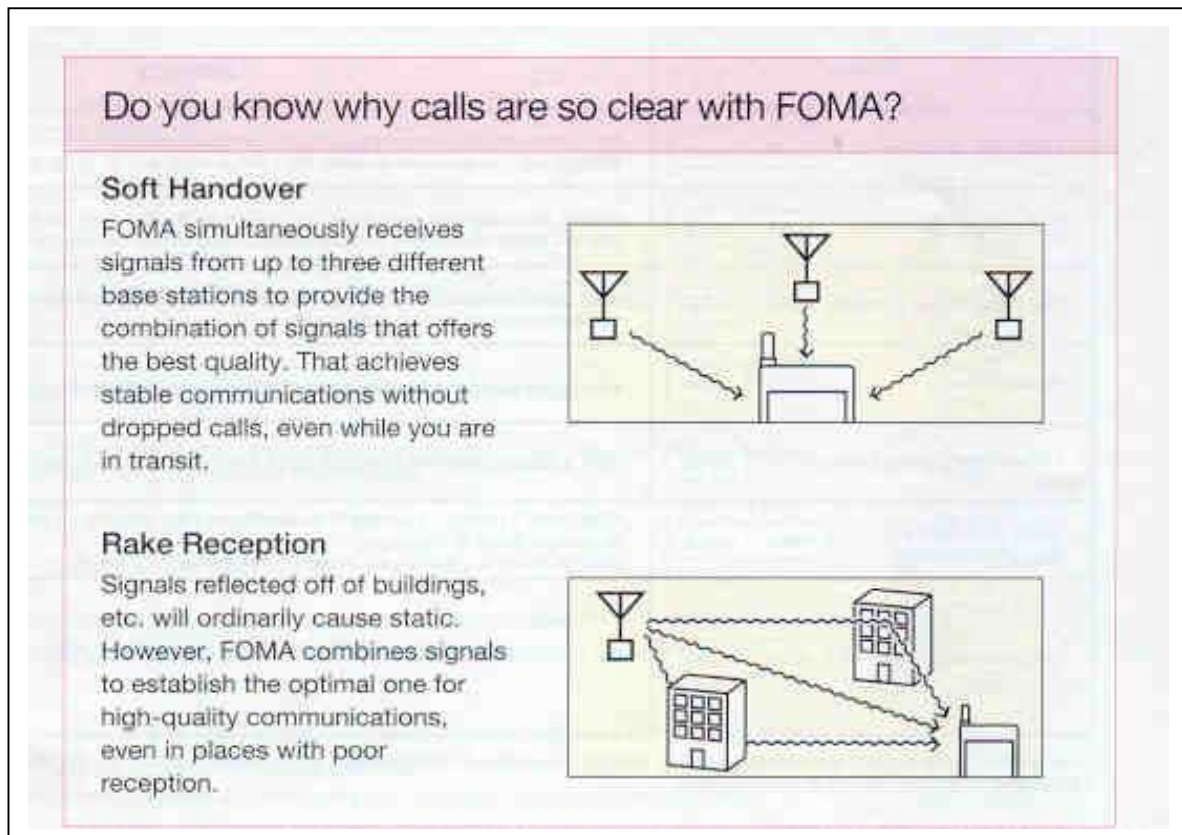 Do you know why calls are so clear with FOMA?
Soft Handover
FOMA simultaneously receives
signals from up to three different
base stations to provide the
combination of signals that offers
the best quality. That achieves
stable communications without
dropped calls, even while you are
in transit.
Rake Reception
Signals reflected off of buildings,
etc. will ordinarily cause static.
However, FOMA combines signals
to establish the optimal one for
high-quality communications,
even in places with poor
reception.